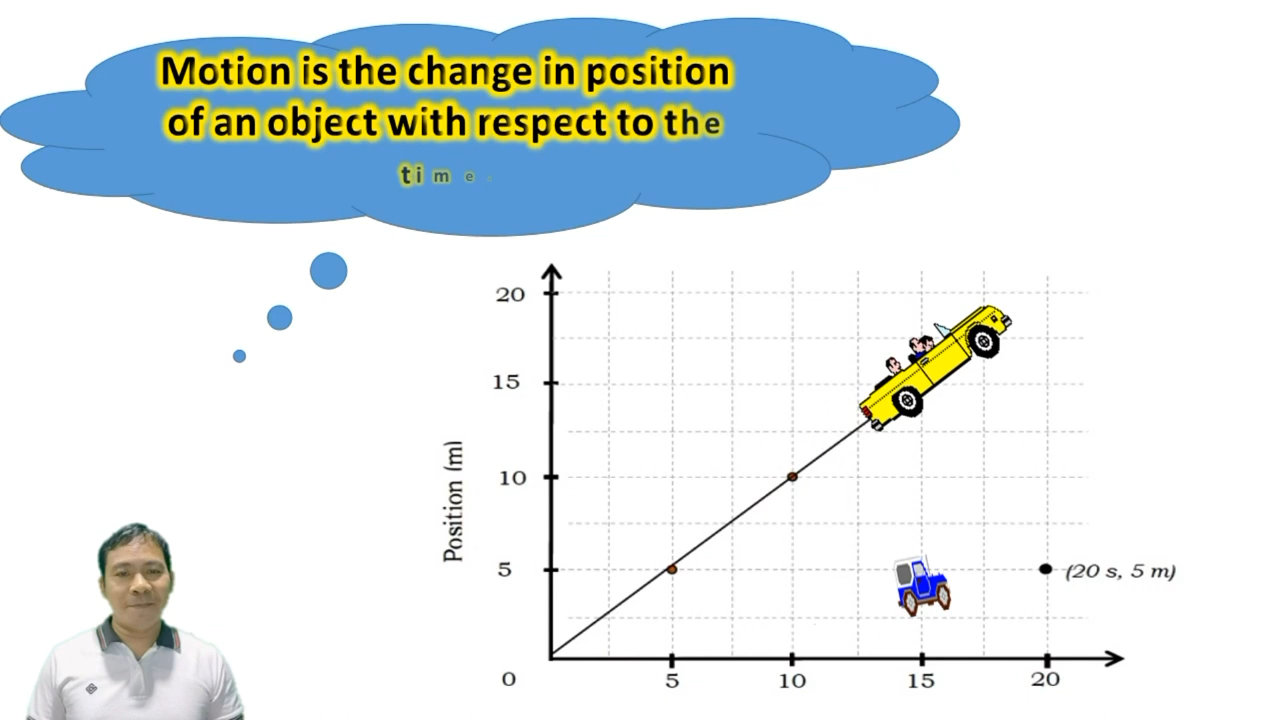 Motion is the change in position
of an object with respect to the
time.
20
15
10
5
0
Position (m)
(20 s, 5 m)
5
10
15
20